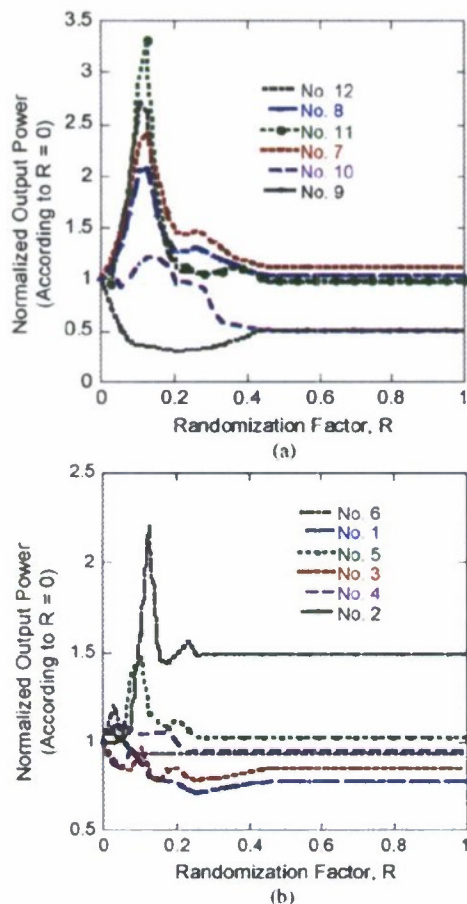 3.5
3
2.5
2
1.5
1
0.5
0
Normalized Output Power
(According to R = 0)
No. 12
No. 8
No. 11
No. 7
No. 10
No. 9
0 0.2 0.4 0.6 0.8 1
Randomization Factor, R
(a)
2.5
2
1.5
1
0.5
Normalized Output Power
(According to R = 0)
No. 6
No. 1
No. 5
No. 3
No. 4
No. 2
0 0.2 0.4 0.6 0.8 1
Randomization Factor, R
(b)